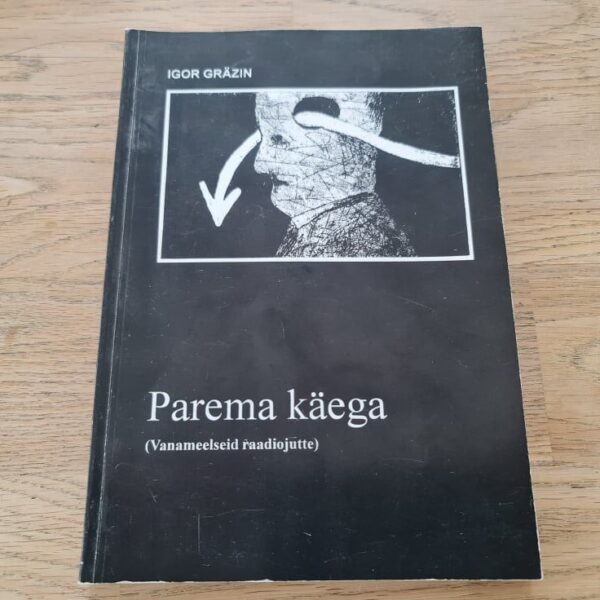 IGOR GRÄZIN
Parema käega
(Vanameelseid raadiojutte)